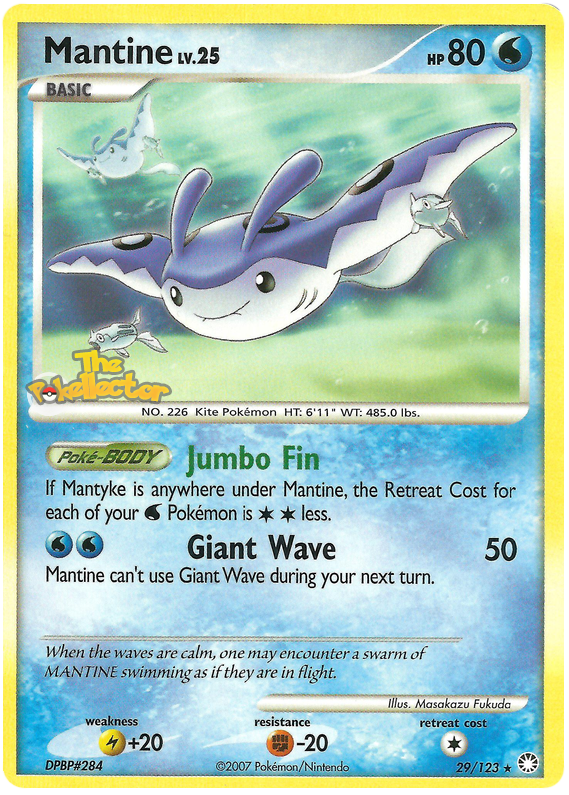 Mantine LV.25 HP 80
BASIC
The
Pokellector
NO. 226 Kite Pokémon HT: 6'11" WT: 485.0 lbs.
Poké-BODY Jumbo Fin
If Mantyke is anywhere under Mantine, the Retreat Cost for
each of your Pokémon is less.
Giant Wave 50
Mantine can't use Giant Wave during your next turn.
When the waves are calm, one may encounter a swarm of
MANTINE swimming as if they are in flight.
Illus. Masakazu Fukuda
weakness resistance retreat cost
+20 -20
DPBP#284 ©2007 Pokémon/Nintendo 29/123 ★